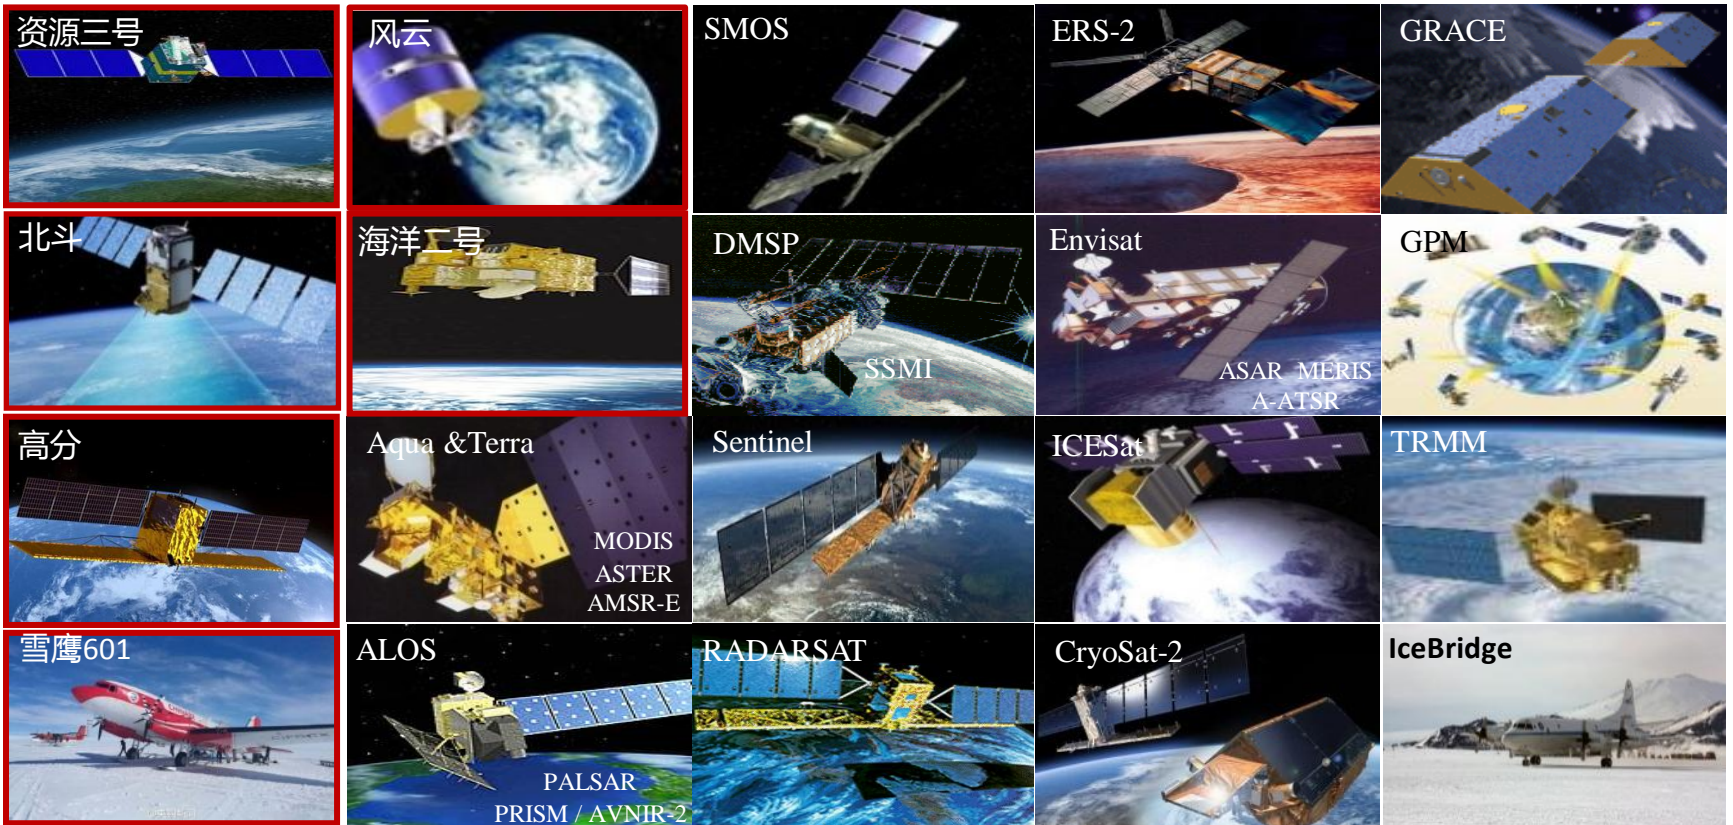 资源三号
风云
SMOS
ERS-2
GRACE
北斗
海洋二号
DMSP
SSMI
Envisat
ASAR MERIS
A-ATSR
GPM
高分
Aqua &Terra
MODIS
ASTER
AMSR-E
Sentinel
ICESat
TRMM
雪鹰601
ALOS
PALSAR
PRISM / AVNIR-2
RADARSAT
CryoSat-2
IceBridge